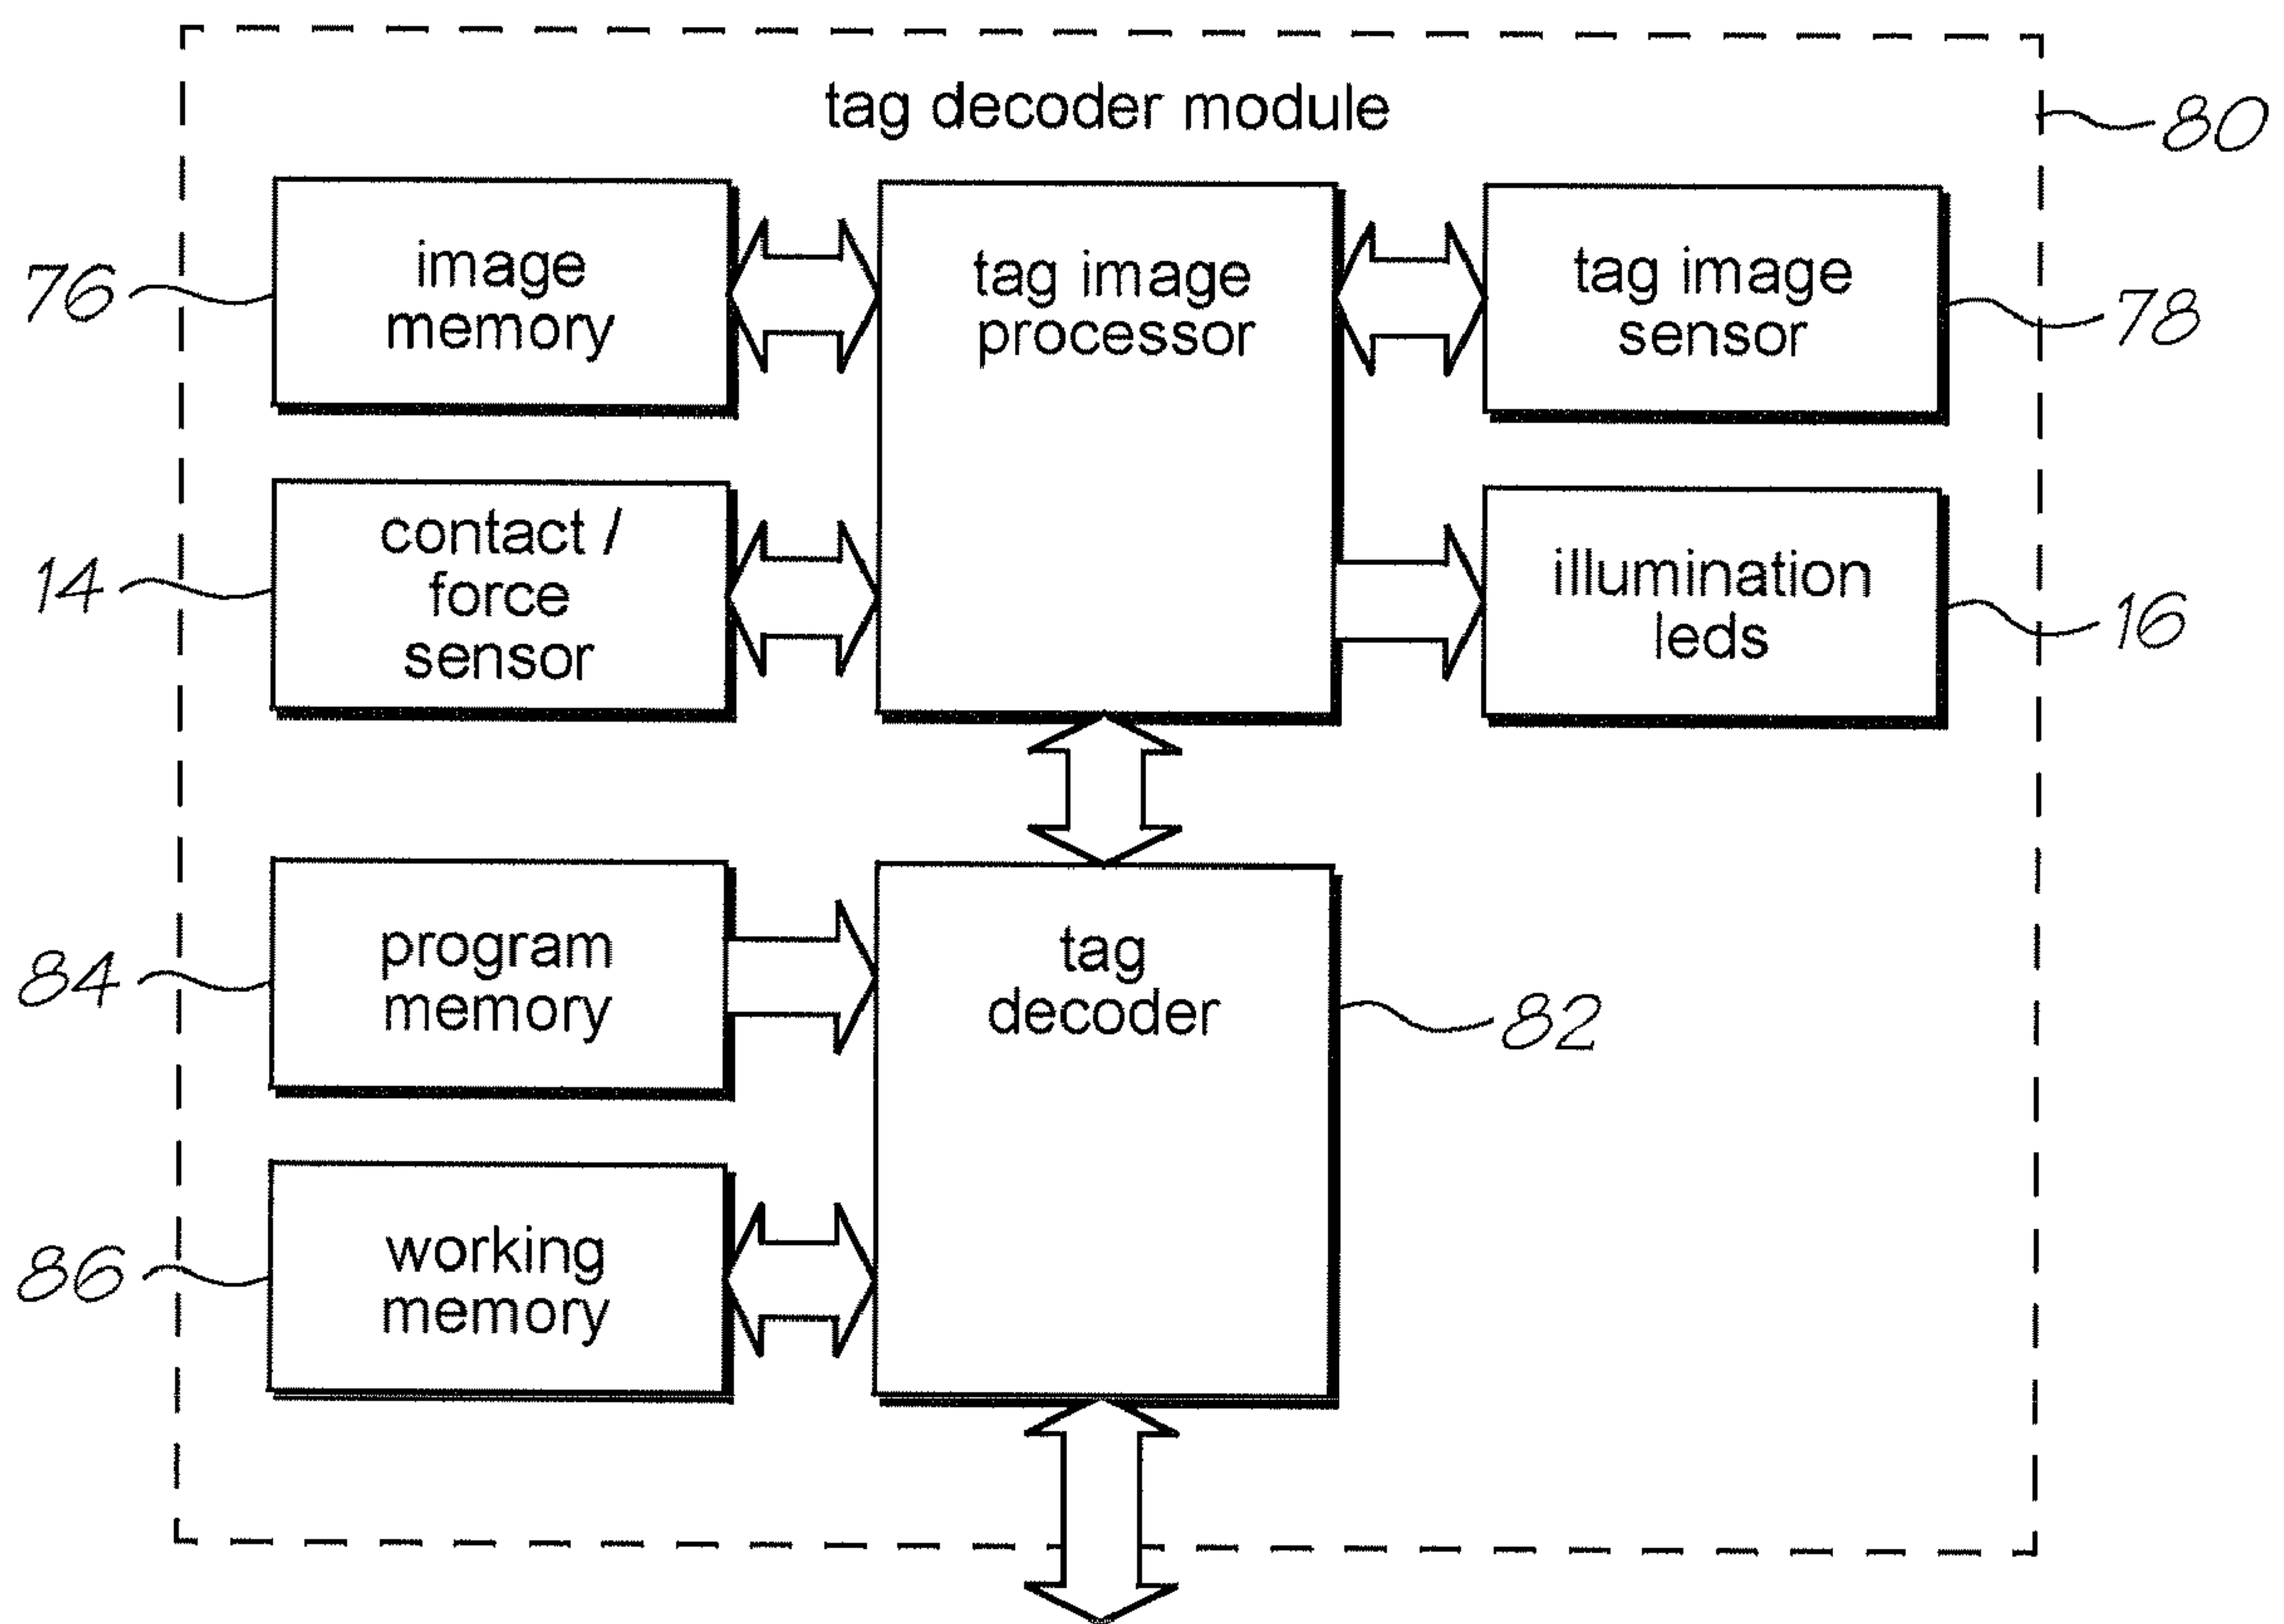 tag decoder module
80
76
image
memory
tag image
processor
tag image
sensor
78
14
contact /
force
sensor
illumination
leds
16
84
program
memory
tag
decoder
82
86
working
memory